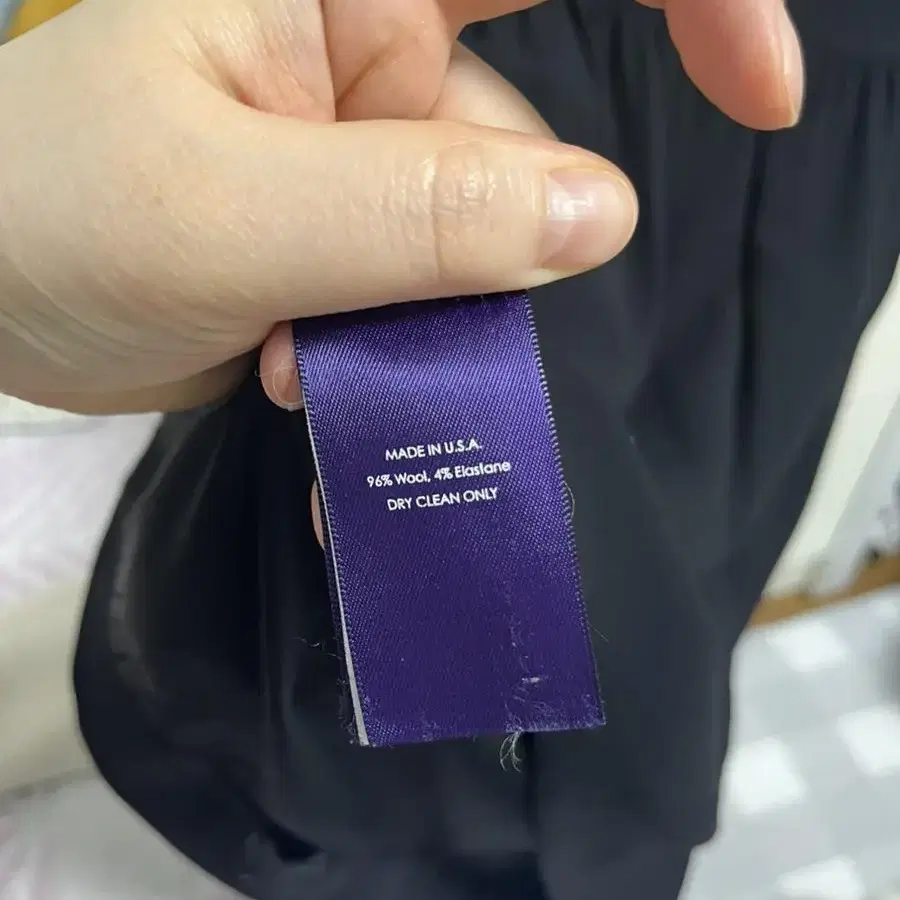 MADE IN U.S.A.
96% Wool, 4% Elastane
DRY CLEAN ONLY